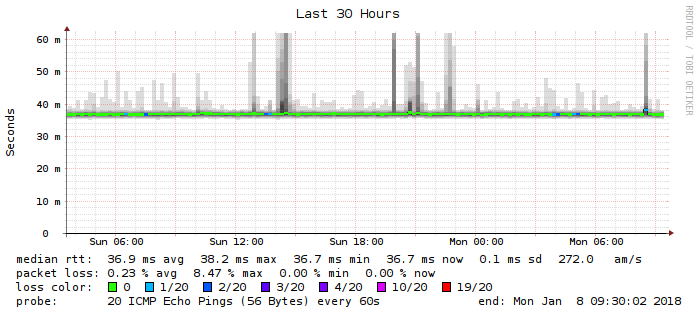 Last 30 Hours
RRDTOOL / TOBI OETIKER
Seconds
60 m
50 m
40 m
30 m
20 m
10 m
0
Sun 06:00 Sun 12:00 Sun 18:00 Mon 00:00 Mon 06:00
median rtt: 36.9 ms avg 38.2 ms max 36.7 ms min 36.7 ms now 0.1 ms sd 272.0 am/s
packet loss: 0.23 % avg 8.47 % max 0.00 % min 0.00 % now
loss color: 0 1/20 2/20 3/20 4/20 10/20 19/20
probe: 20 ICMP Echo Pings (56 Bytes) every 60s end: Mon Jan 8 09:30:02 2018